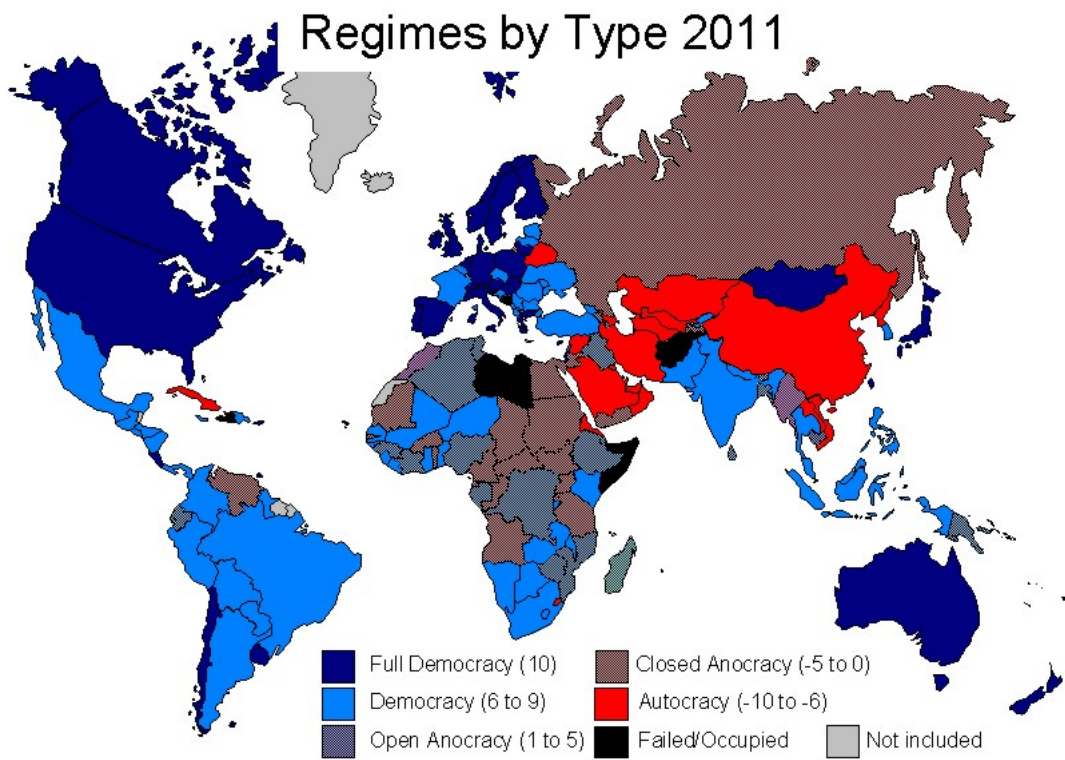 Regimes by Type 2011
Full Democracy (10)
Closed Anocracy (-5 to 0)
Democracy (6 to 9)
Autocracy (-10 to -6)
Open Anocracy (1 to 5)
Failed/Occupied
Not included